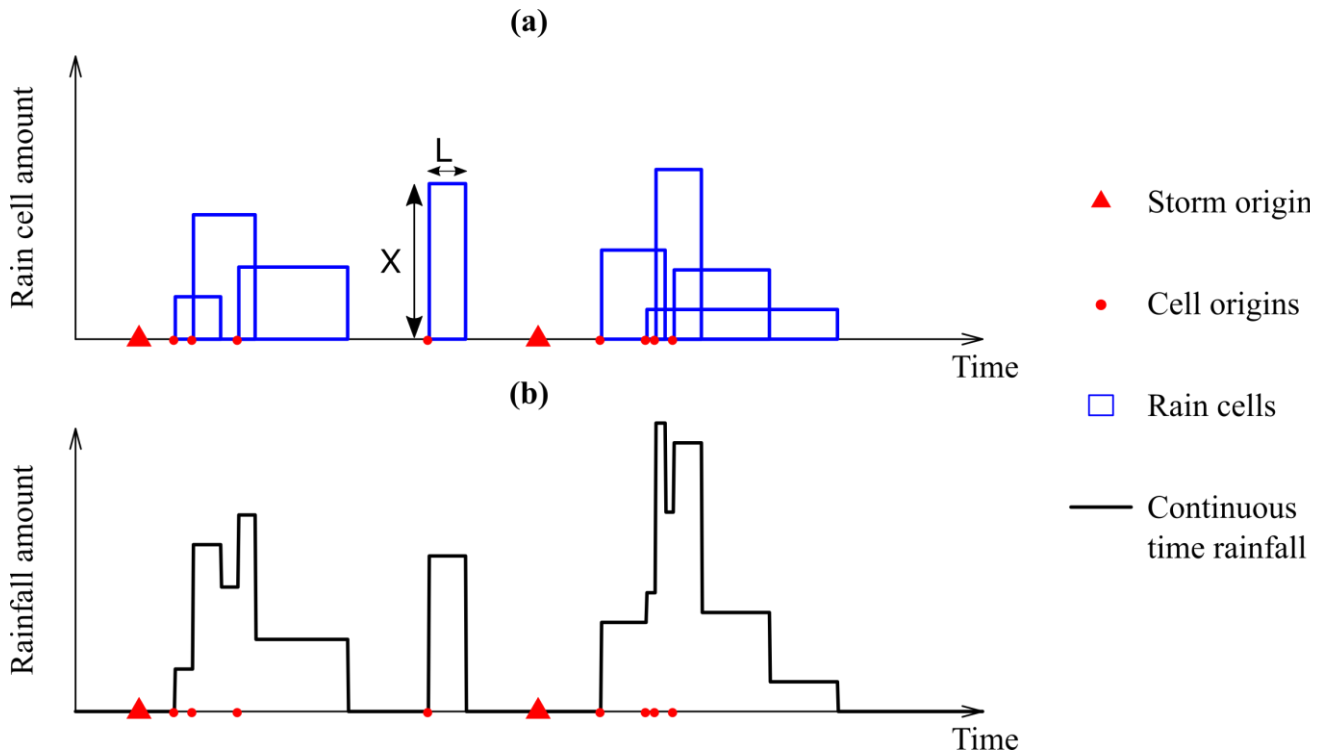 (a)
Rain cell amount
L
X
Time
(b)
Rainfall amount
Time
Storm origin
Cell origins
Rain cells
Continuous
time rainfall